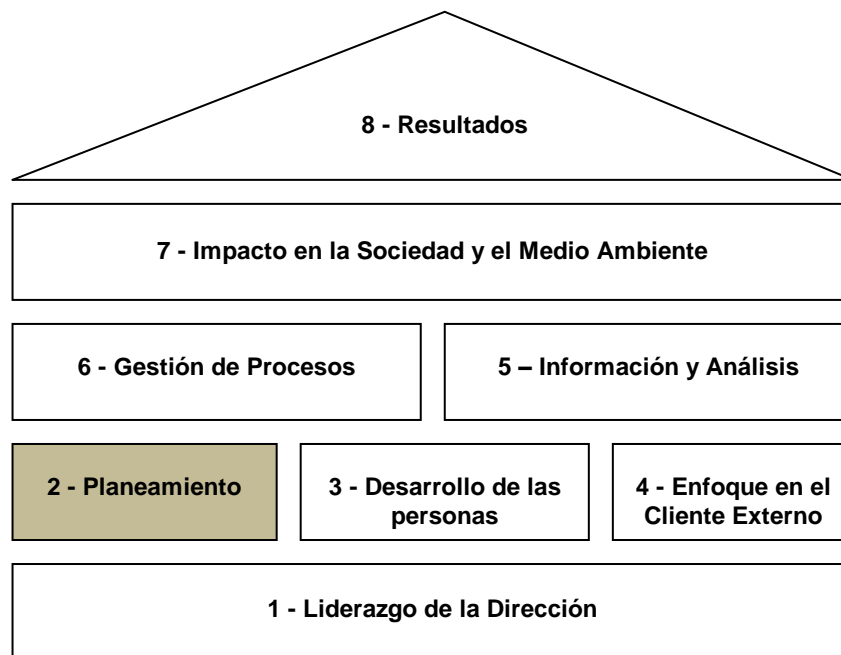 8 - Resultados
7 - Impacto en la Sociedad y el Medio Ambiente
6 - Gestión de Procesos
5 – Información y Análisis
2 - Planeamiento
3 - Desarrollo de las
personas
4 - Enfoque en el
Cliente Externo
1 - Liderazgo de la Dirección